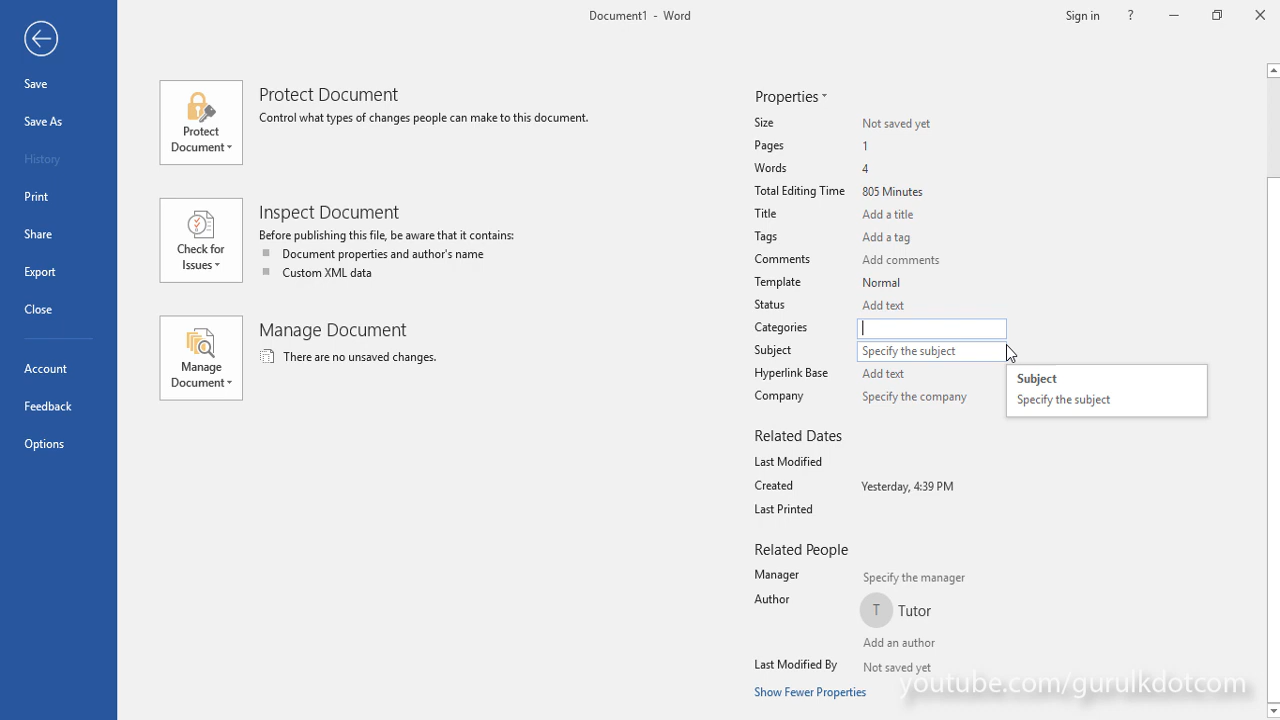 Document1 - Word
Sign in
?
Save
Save As
History
Print
Share
Export
Close
Account
Feedback
Options
Protect Document
Protect Document
Control what types of changes people can make to this document.
Check for Issues
Inspect Document
Before publishing this file, be aware that it contains:
Document properties and author's name
Custom XML data
Manage Document
Manage Document
There are no unsaved changes.
Properties
Size Not saved yet
Pages 1
Words 4
Total Editing Time 805 Minutes
Title Add a title
Tags Add a tag
Comments Add comments
Template Normal
Status Add text
Categories
Subject Specify the subject
Hyperlink Base Add text
Company Specify the company
Subject
Specify the subject
Related Dates
Last Modified
Created Yesterday, 4:39 PM
Last Printed
Related People
Manager Specify the manager
Author T Tutor
Add an author
Last Modified By Not saved yet
Show Fewer Properties
youtube.com/gurulkdotcom